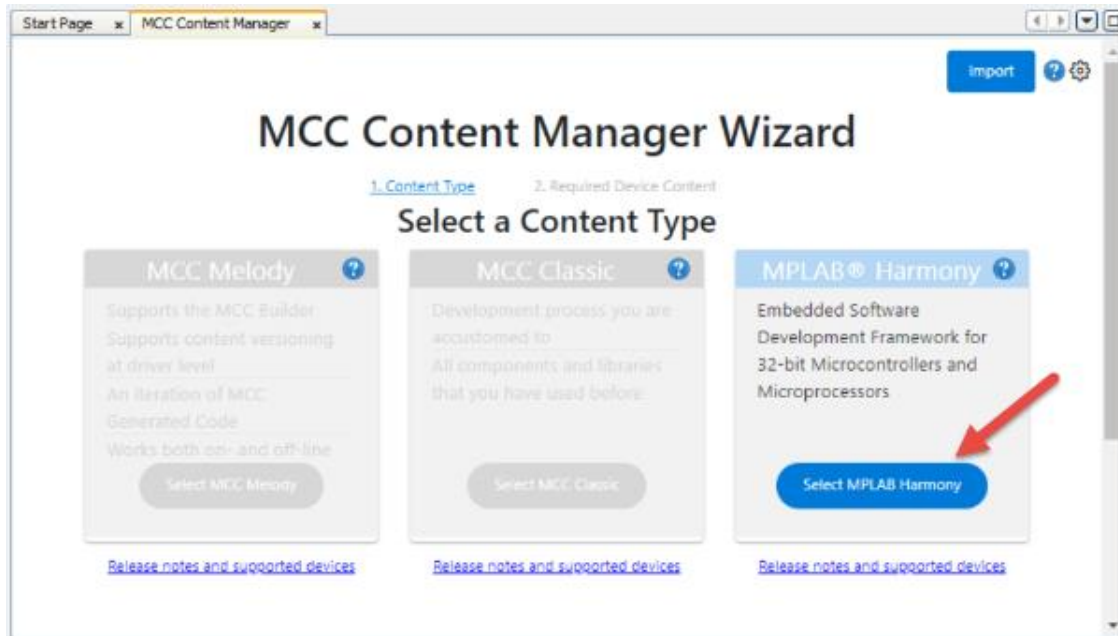 Start Page
MCC Content Manager
Import
MCC Content Manager Wizard
1. Content Type
2. Required Device Content
Select a Content Type
MCC Melody
Supports the MCC Builder
Supports content versioning
at driver level
An iteration of MCC
Generated Code
Works both on- and off-line
Select MCC Melody
Release notes and supported devices
MCC Classic
Development process you are
accustomed to
All components and libraries
that you have used before
Select MCC Classic
Release notes and supported devices
MPLAB® Harmony
Embedded Software
Development Framework for
32-bit Microcontrollers and
Microprocessors
Select MPLAB Harmony
Release notes and supported devices